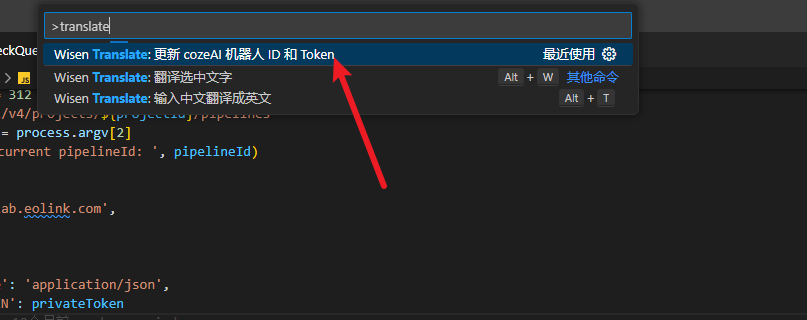 >translate
eckQue
Wisen Translate: 更新 cozeAI 机器人 ID 和 Token 最近使用
Wisen Translate: 翻译选中文字 Alt + W 其他命令
Wisen Translate: 输入中文翻译成英文 Alt + T
JS
= 312
/v4/projects/${projectId}/pipelines
= process.argv[2]
current pipelineId: ', pipelineId)
ab.eolink.com',
e': 'application/json',
N': privateToken